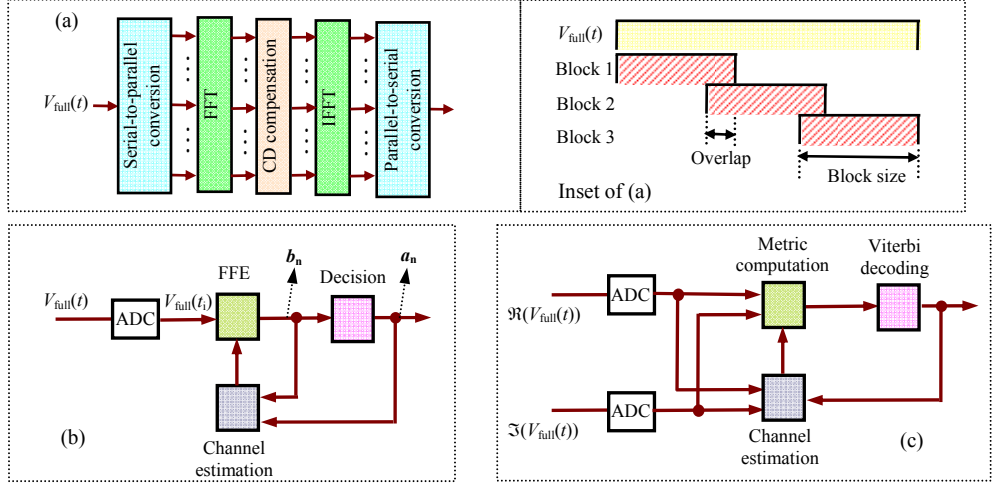 (a)
V_full(t)
Serial-to-parallel
conversion
FFT
CD compensation
IFFT
Parallel-to-serial
conversion
V_full(t)
Block 1
Block 2
Block 3
Overlap
Block size
Inset of (a)
V_full(t)
ADC
V_full(t_i)
FFE
b_n
Decision
a_n
Channel
estimation
(b)
ℜ(V_full(t))
ADC
Metric
computation
Viterbi
decoding
ℑ(V_full(t))
ADC
Channel
estimation
(c)